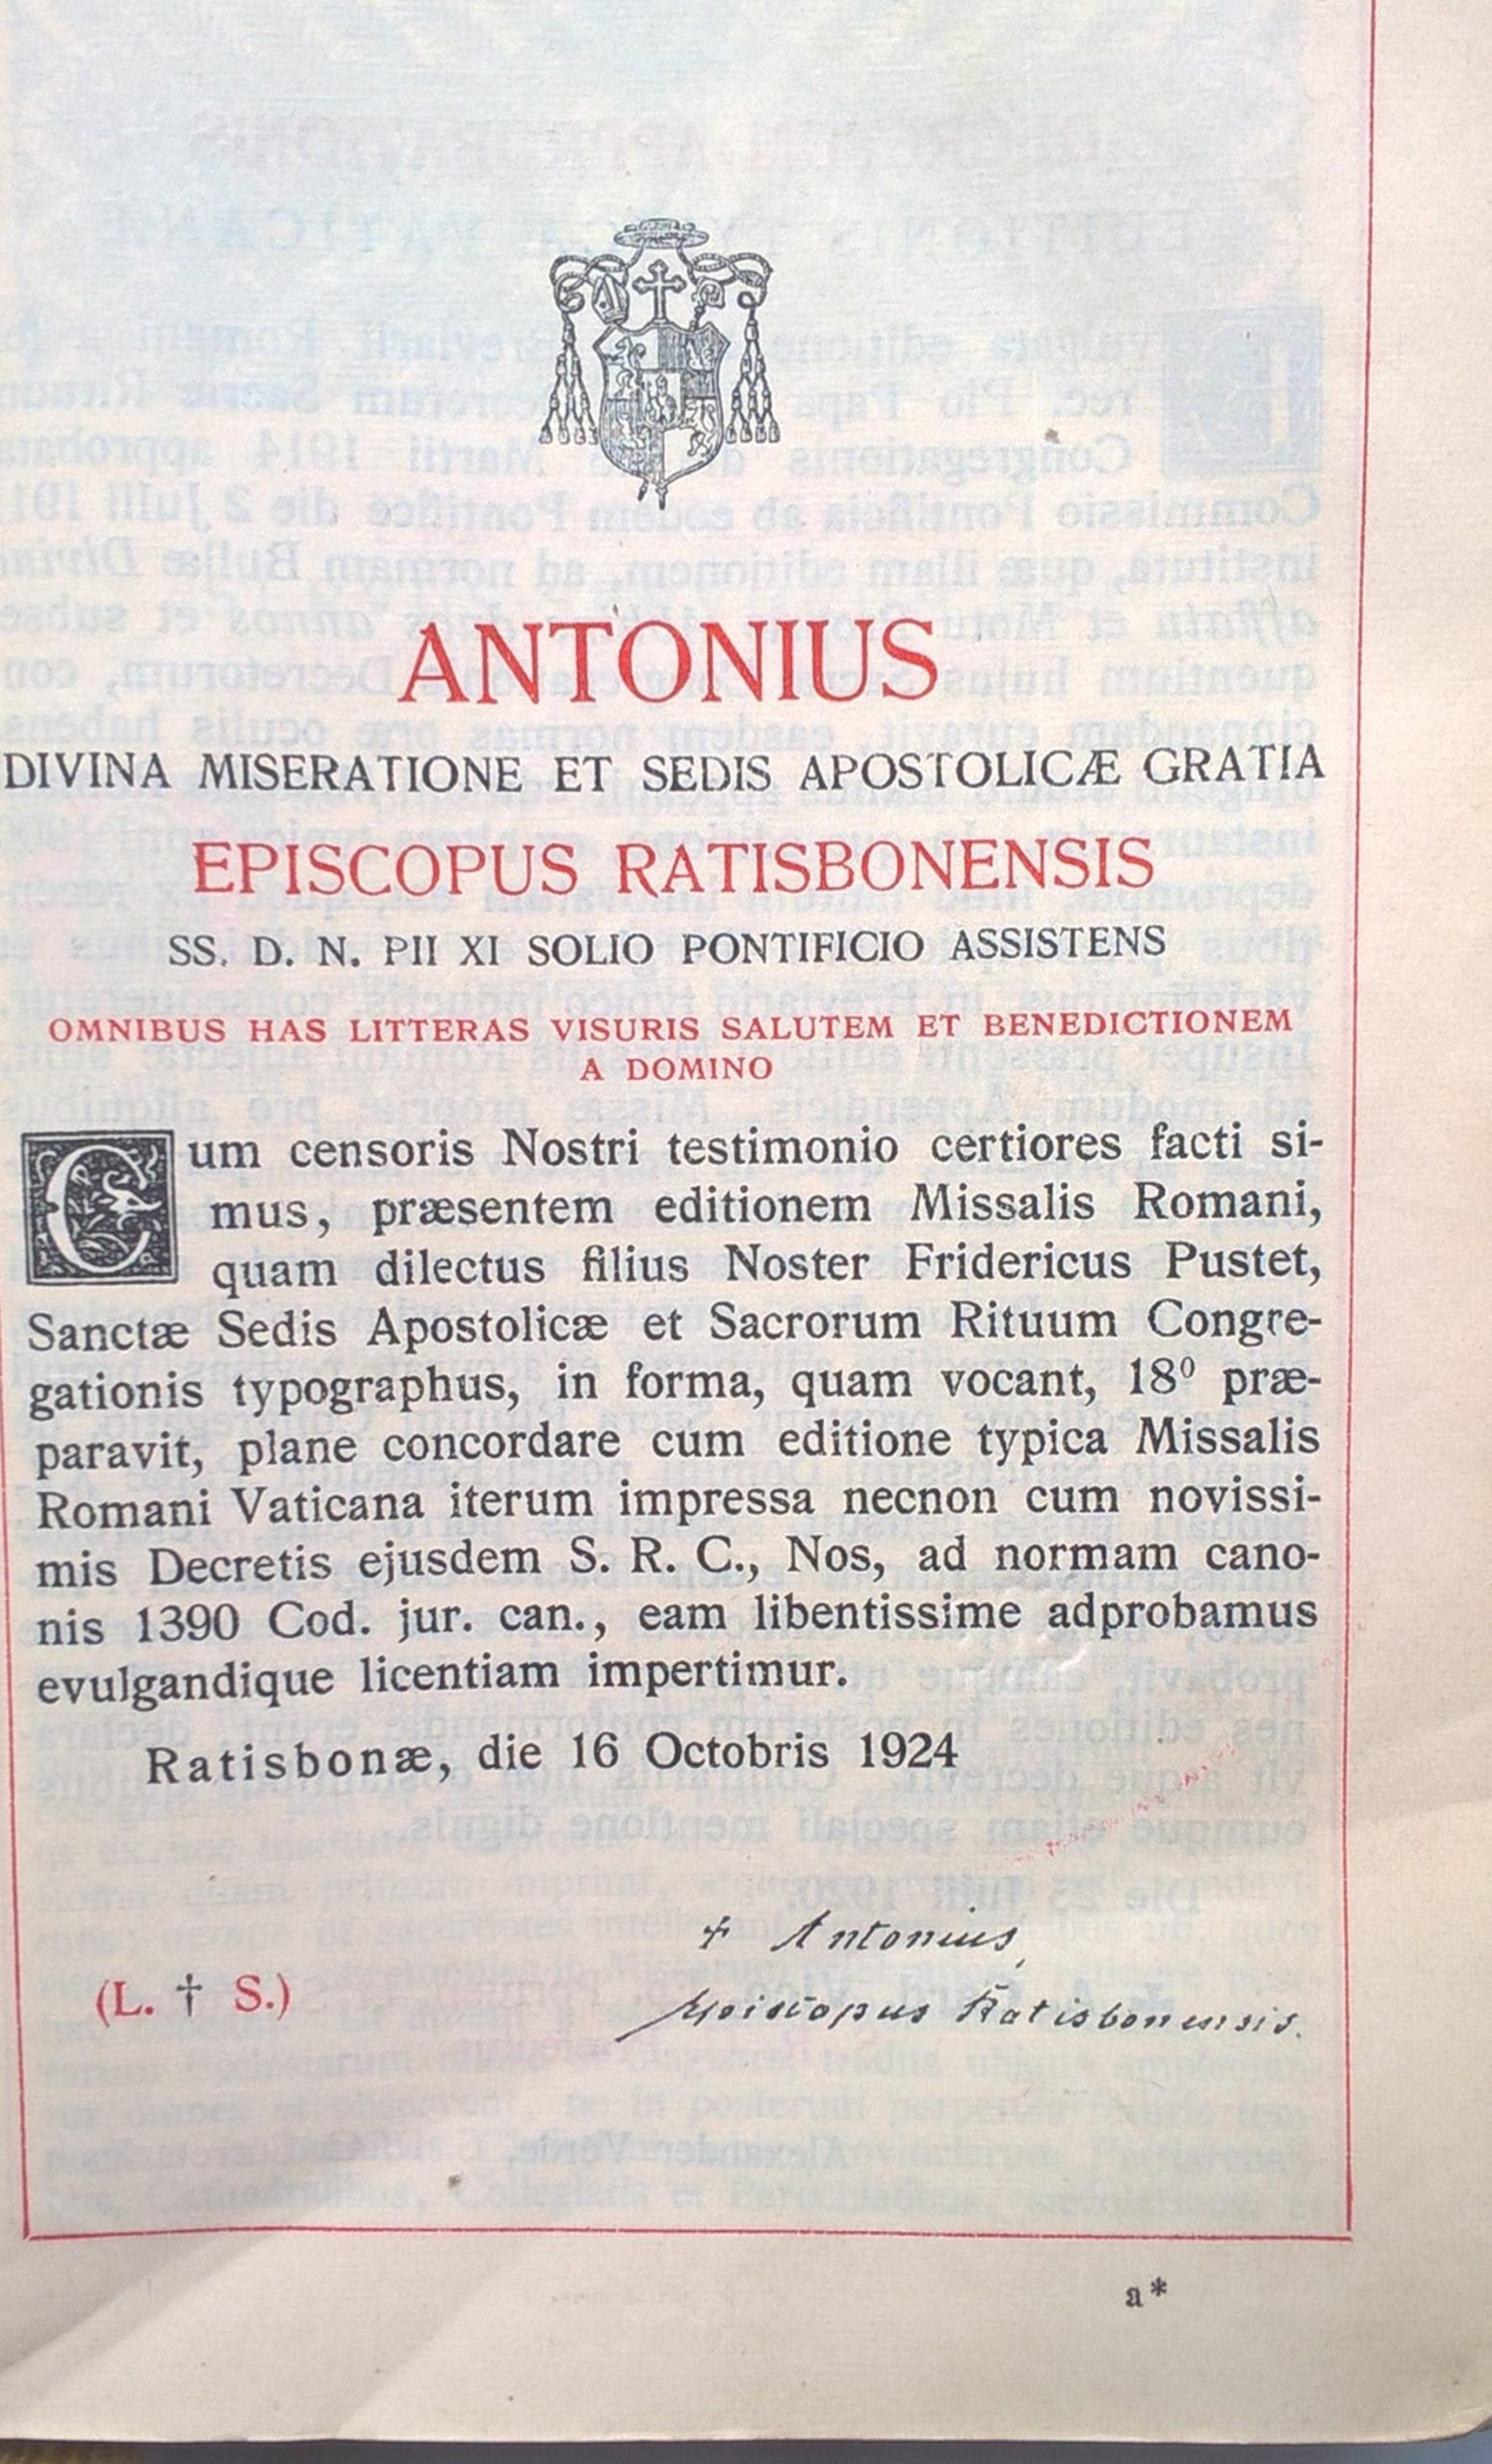 ANTONIUS
DIVINA MISERATIONE ET SEDIS APOSTOLICÆ GRATIA
EPISCOPUS RATISBONENSIS
SS. D. N. PII XI SOLIO PONTIFICIO ASSISTENS
OMNIBUS HAS LITTERAS VISURIS SALUTEM ET BENEDICTIONEM
A DOMINO
Cum censoris Nostri testimonio certiores facti si-
mus, præsentem editionem Missalis Romani,
quam dilectus filius Noster Fridericus Pustet,
Sanctæ Sedis Apostolicæ et Sacrorum Rituum Congre-
gationis typographus, in forma, quam vocant, 18⁰ præ-
paravit, plane concordare cum editione typica Missalis
Romani Vaticana iterum impressa necnon cum novissi-
mis Decretis ejusdem S. R. C., Nos, ad normam cano-
nis 1390 Cod. jur. can., eam libentissime adprobamus
evulgandique licentiam impertimur.
Ratisbonæ, die 16 Octobris 1924
✝ Antonius,
(L. † S.) Episcopus Ratisbonensis.
a*